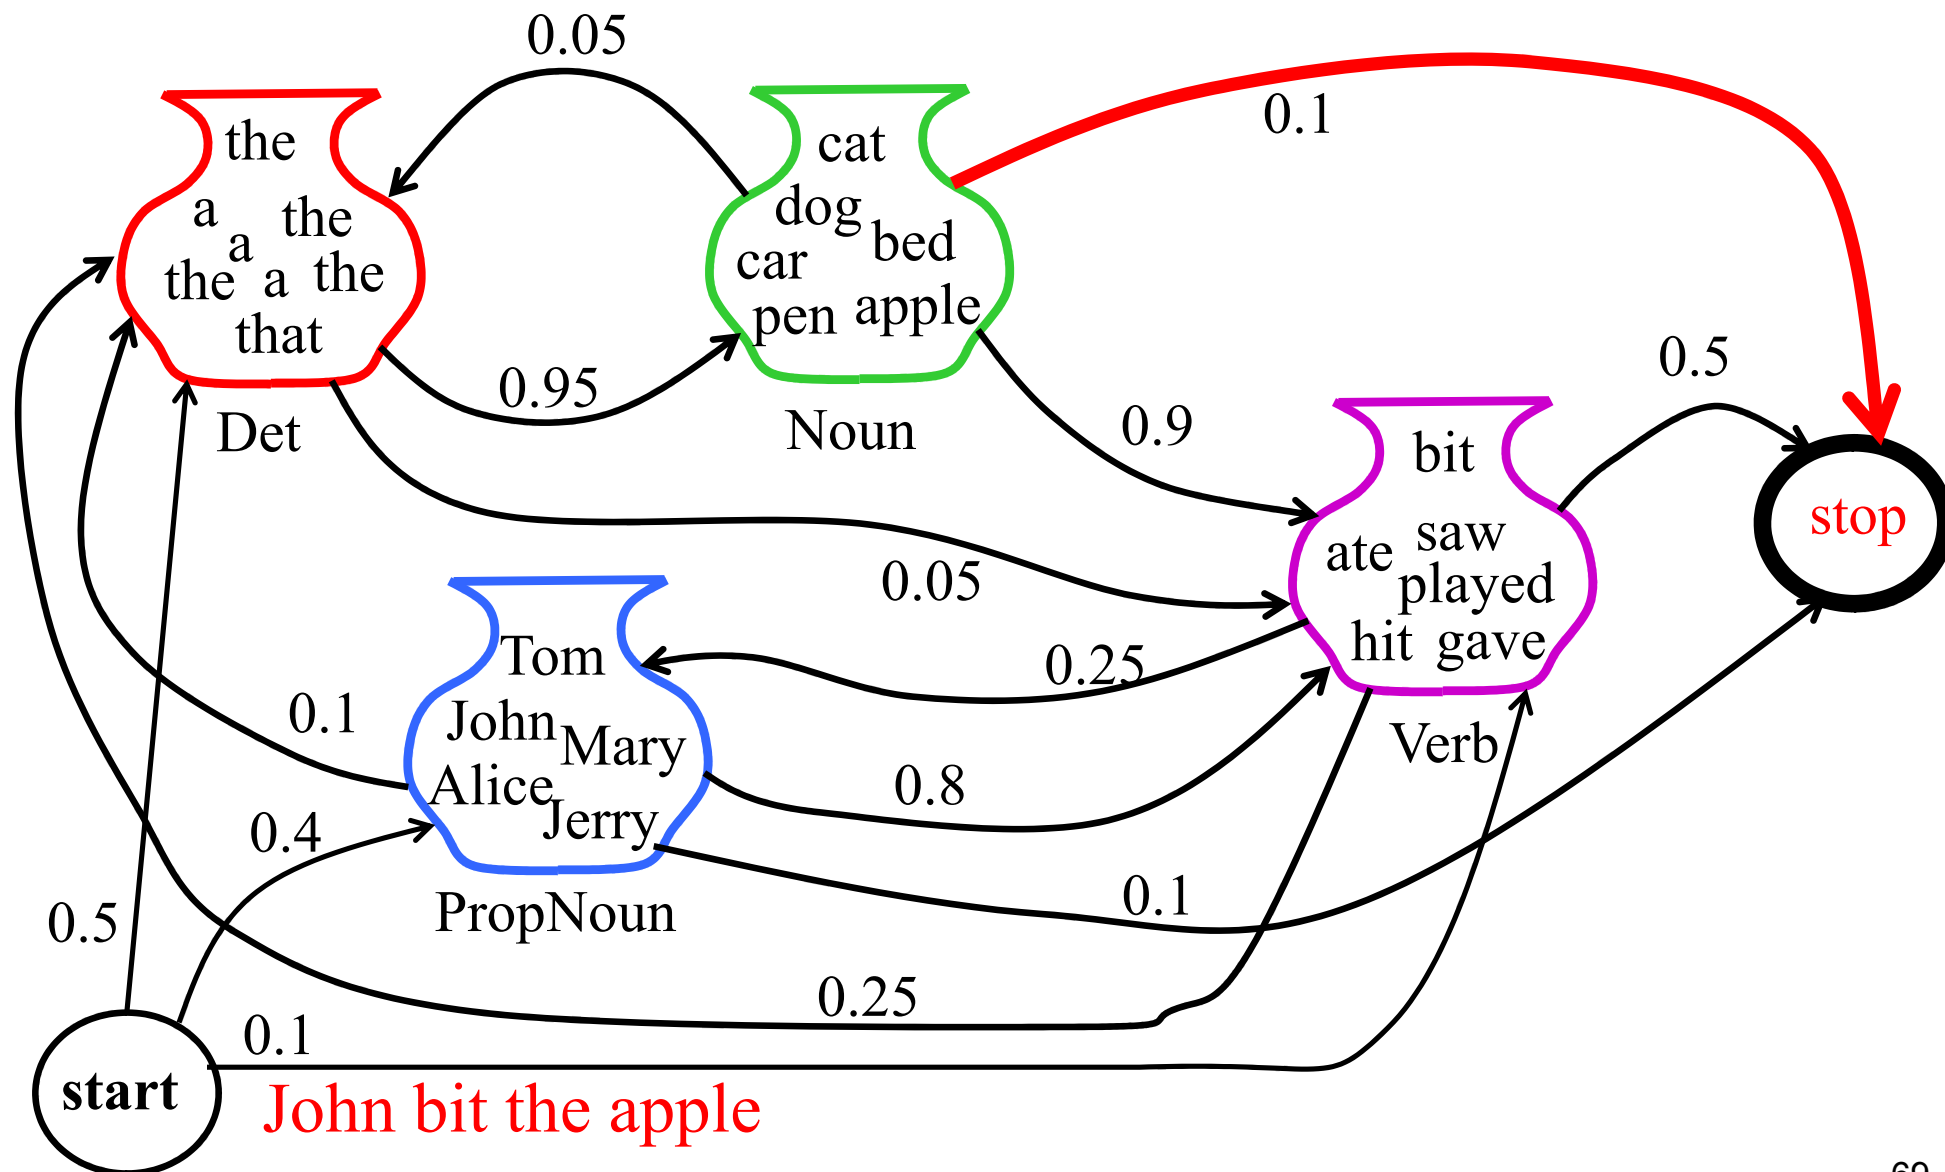 0.05
0.1
the
a the
a
the a the
that
Det
0.95
cat
dog
bed
car
pen apple
Noun
0.9
0.5
bit
ate saw
played
hit gave
Verb
stop
0.05
0.25
Tom
John Mary
Alice
Jerry
PropNoun
0.1
0.8
0.4
0.1
0.5
0.25
0.1
start
John bit the apple
69